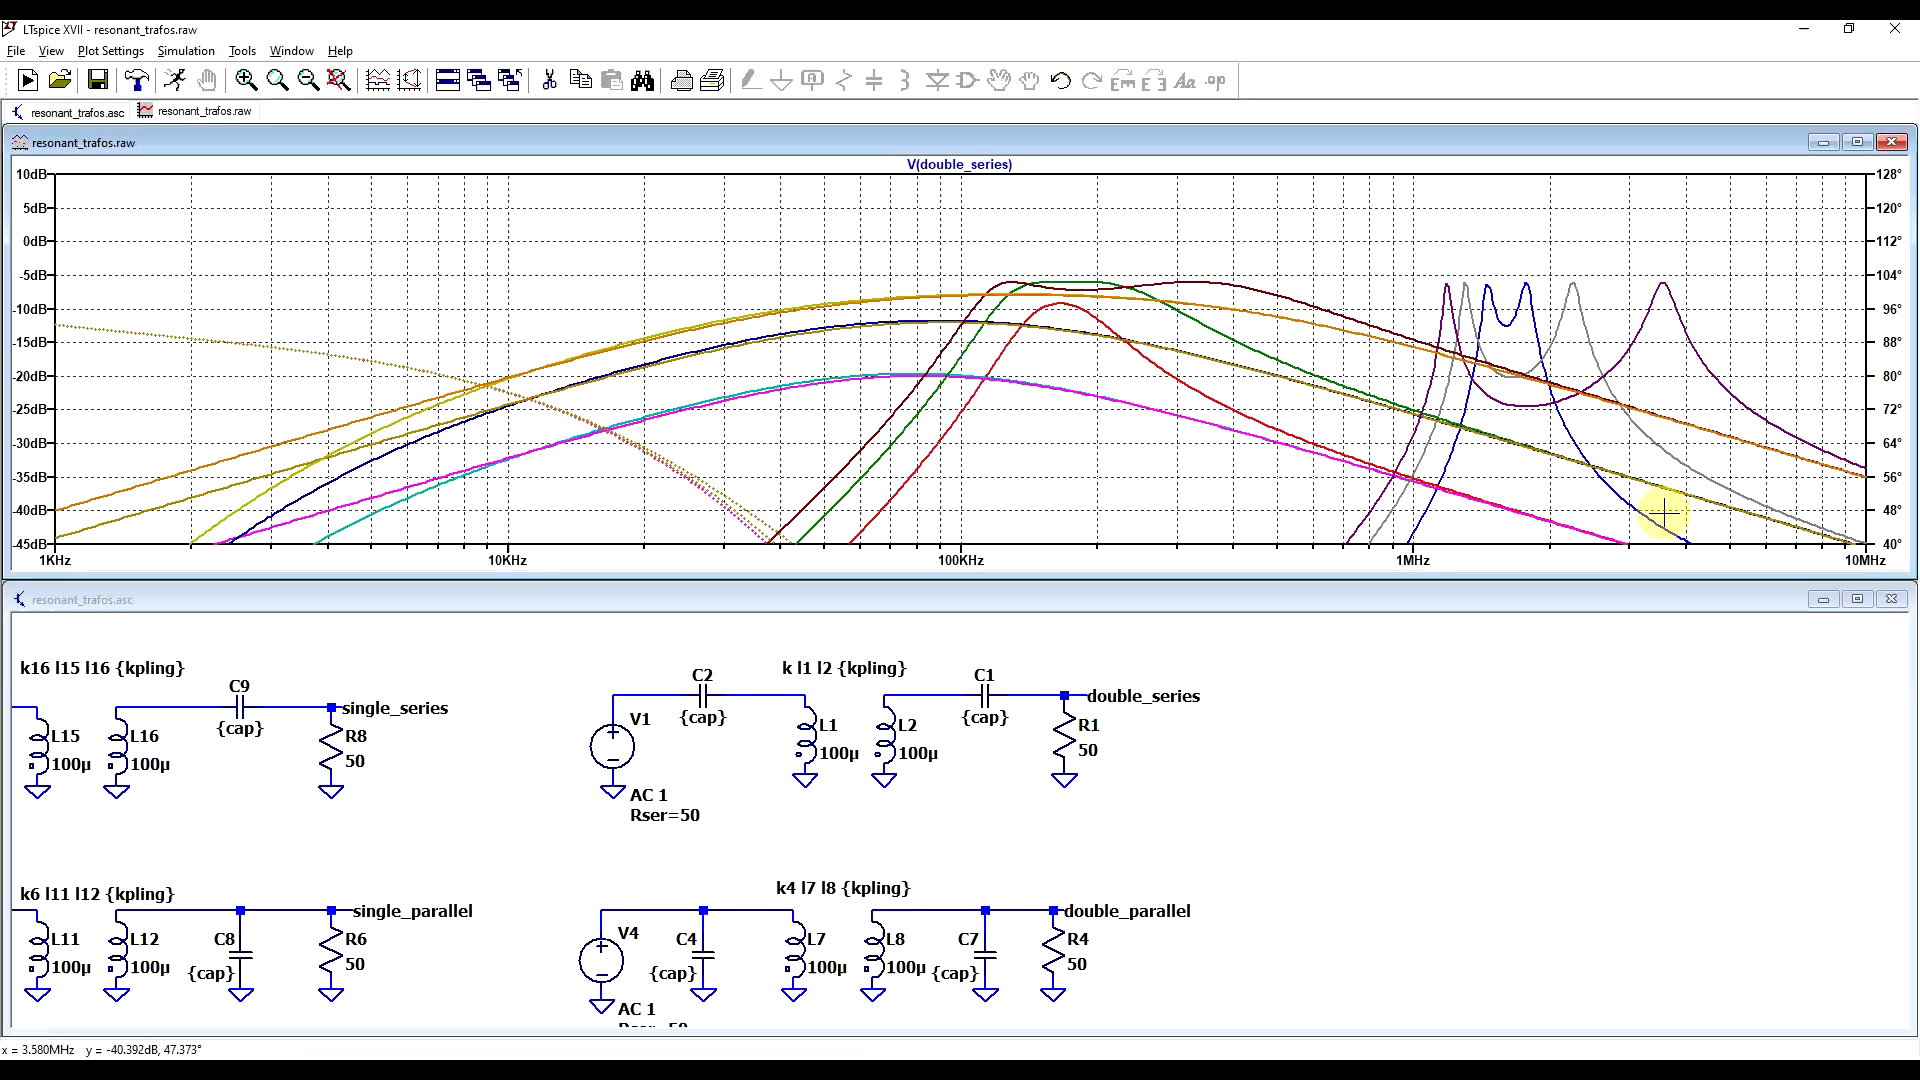 LTspice XVII - resonant_trafos.raw
File View Plot Settings Simulation Tools Window Help
resonant_trafos.asc resonant_trafos.raw
resonant_trafos.raw
V(double_series)
10dB 128°
5dB 120°
0dB 112°
-5dB 104°
-10dB 96°
-15dB 88°
-20dB 80°
-25dB 72°
-30dB 64°
-35dB 56°
-40dB 48°
-45dB 40°
1KHz 10KHz 100KHz 1MHz 10MHz
resonant_trafos.asc
k16 l15 l16 {kpling} C2 k l1 l2 {kpling} C1
C9 single_series {cap} {cap} double_series
L15 L16 {cap} R8 V1 L1 L2 R1
100µ 100µ 50 100µ 100µ 50
AC 1
Rser=50
k6 l11 l12 {kpling} k4 l7 l8 {kpling}
single_parallel double_parallel
L11 L12 C8 R6 V4 C4 L7 L8 C7 R4
100µ 100µ {cap} 50 {cap} 100µ 100µ {cap} 50
AC 1
x = 3.580MHz y = -40.392dB, 47.373°